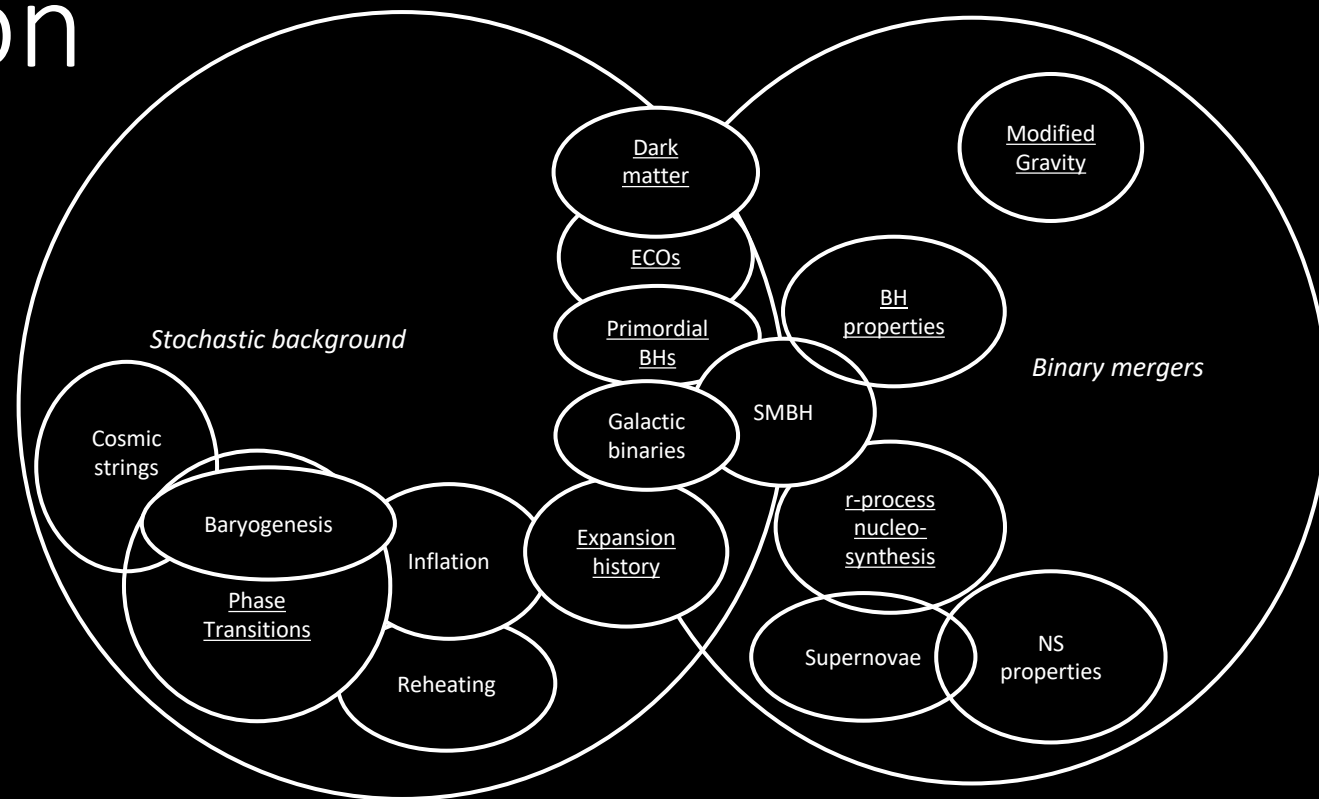 on
Dark
matter
Modified
Gravity
ECOs
BH
properties
Primordial
BHs
Stochastic background
Binary mergers
SMBH
Galactic
binaries
Cosmic
strings
r-process
nucleo-
synthesis
Baryogenesis
Inflation
Expansion
history
Phase
Transitions
Supernovae
NS
properties
Reheating